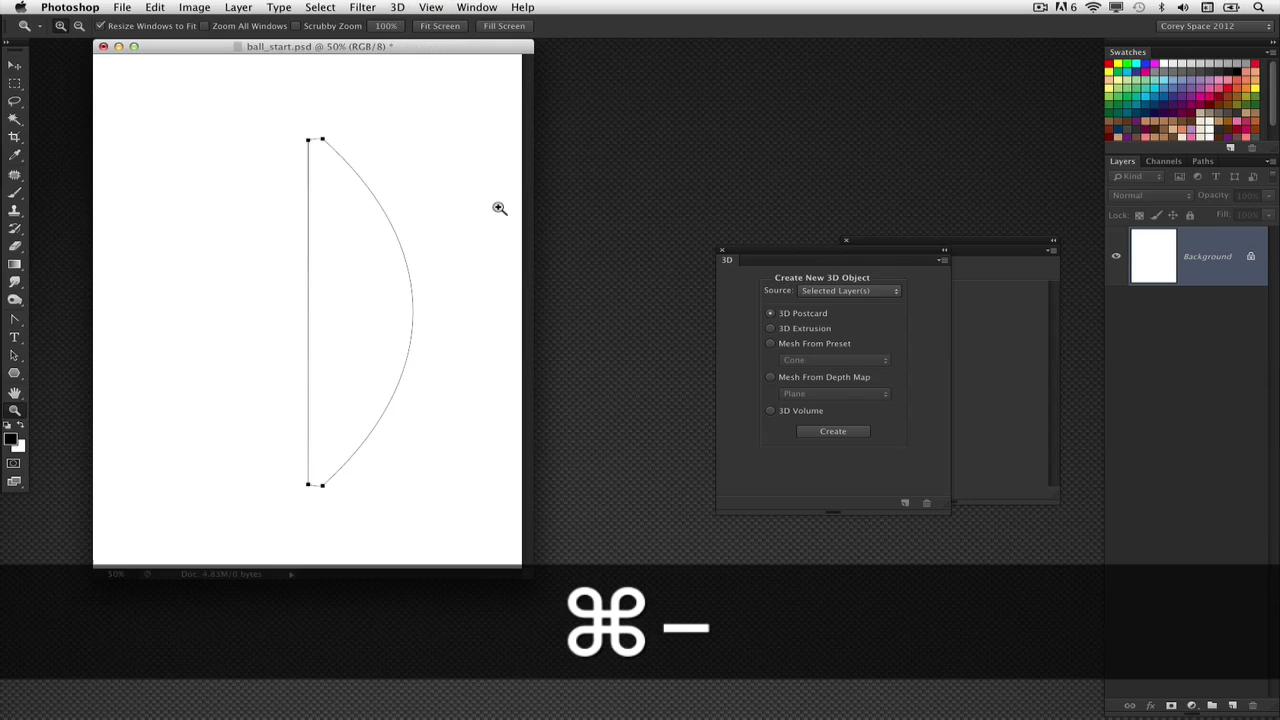 Photoshop File Edit Image Layer Type Select Filter 3D View Window Help
6
Resize Windows to Fit Zoom All Windows Scrubby Zoom 100% Fit Screen Fill Screen Corey Space 2012
ball_start.psd @ 50% (RGB/8) *
Swatches
Layers Channels Paths
Kind
Normal Opacity: 100%
Lock: Fill: 100%
Background
3D
Create New 3D Object
Source: Selected Layer(s)
3D Postcard
3D Extrusion
Mesh From Preset
Cone
Mesh From Depth Map
Plane
3D Volume
Create
50% Doc: 4.83M/0 bytes
⌘ –